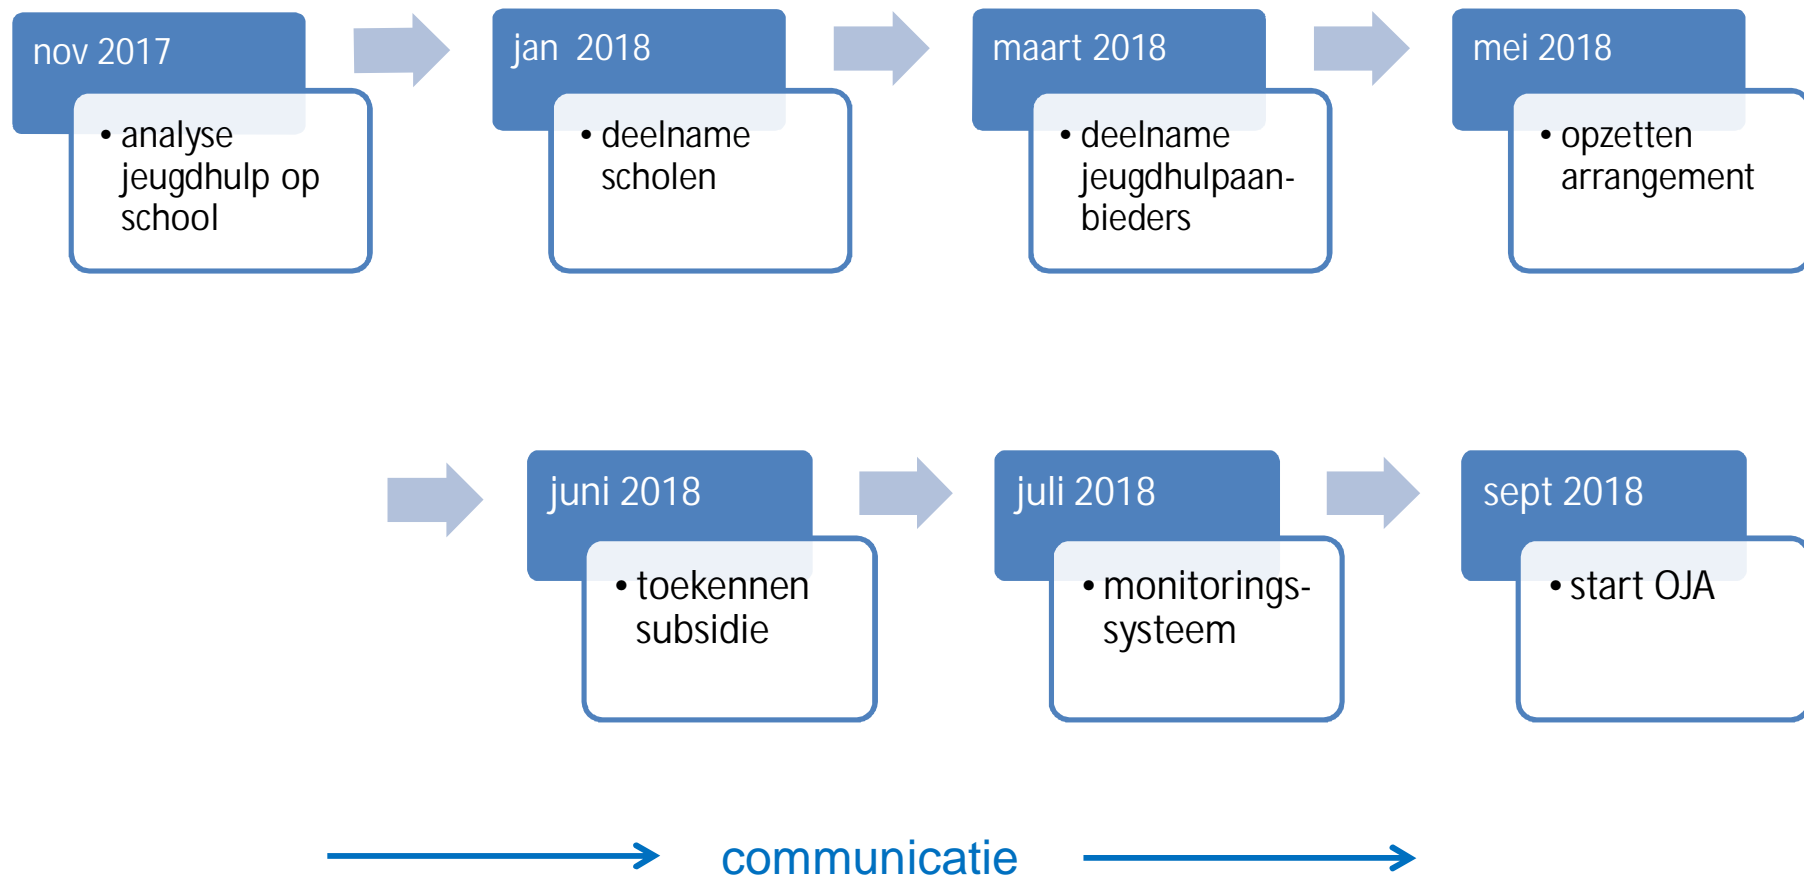 nov 2017
• analyse
jeugdhulp op
school
jan 2018
• deelname
scholen
maart 2018
• deelname
jeugdhulpaan-
bieders
mei 2018
• opzetten
arrangement
juni 2018
• toekennen
subsidie
juli 2018
• monitorings-
systeem
sept 2018
• start OJA
communicatie